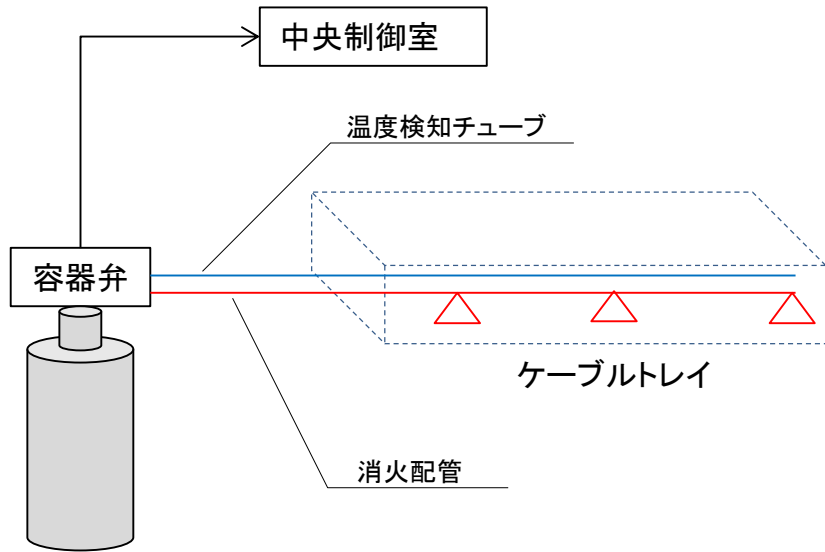 中央制御室
温度検知チューブ
容器弁
ケーブルトレイ
消火配管